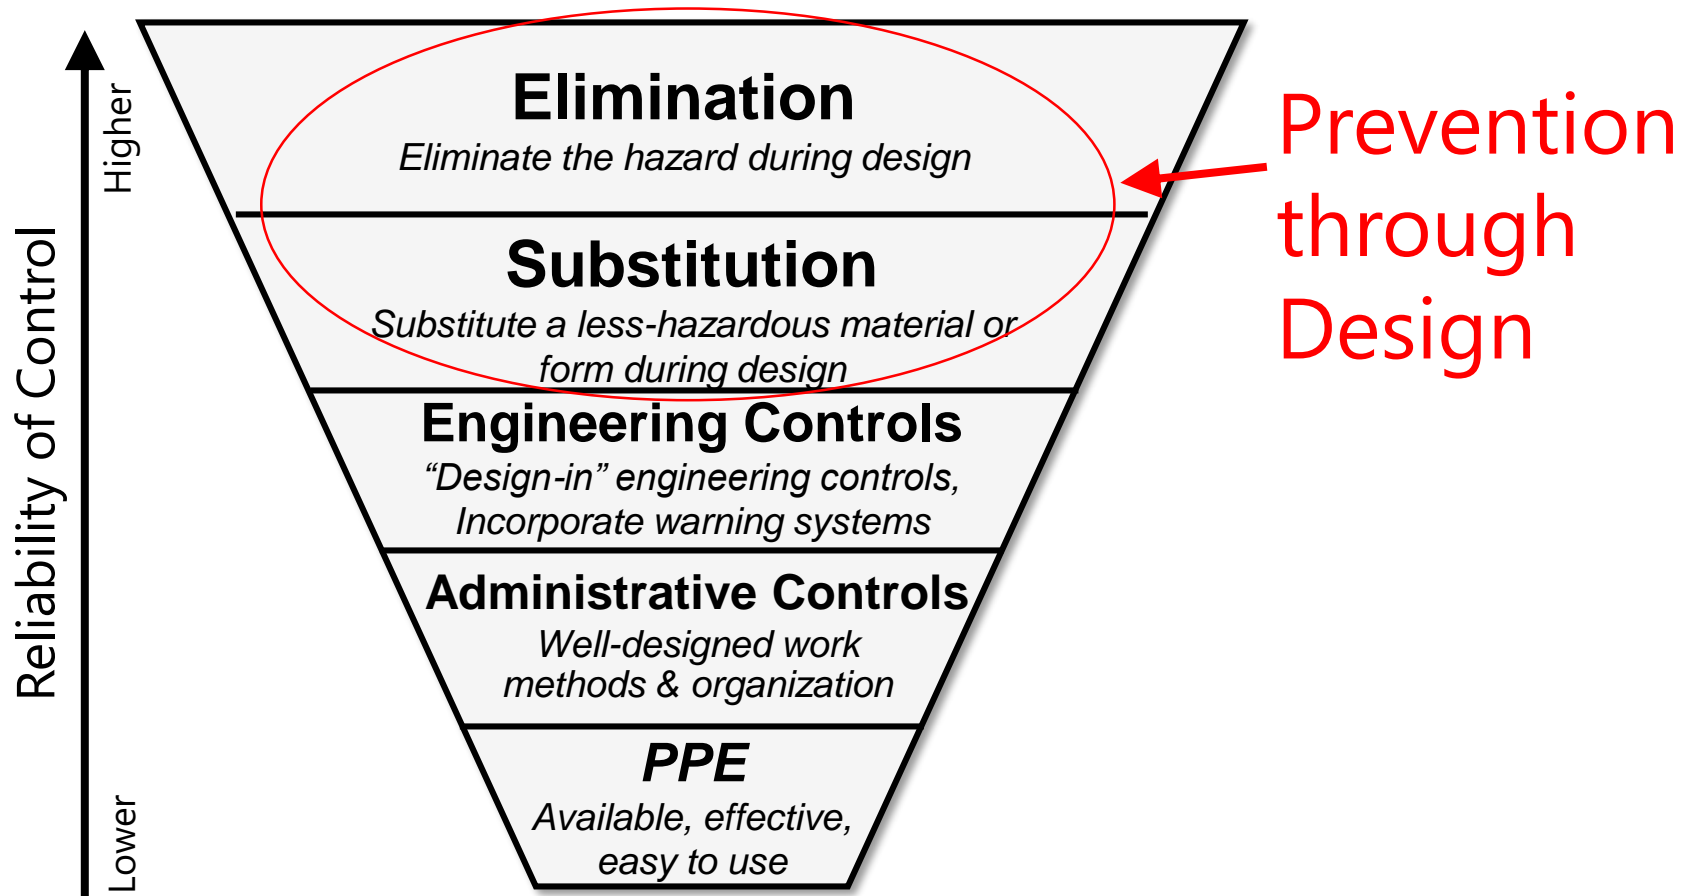 Reliability of Control
Higher
Lower
Elimination
Eliminate the hazard during design
Substitution
Substitute a less-hazardous material or
form during design
Engineering Controls
“Design-in” engineering controls,
Incorporate warning systems
Administrative Controls
Well-designed work
methods & organization
PPE
Available, effective,
easy to use
Prevention
through
Design